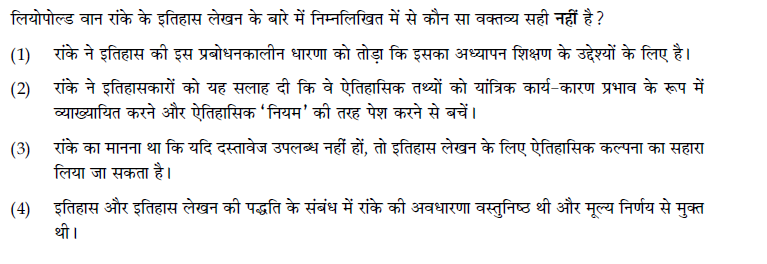 लियोपोल्ड वान रांके के इतिहास लेखन के बारे में निम्नलिखित में से कौन सा वक्तव्य सही नहीं है ?
(1) रांके ने इतिहास की इस प्रबोधनकालीन धारणा को तोड़ा कि इसका अध्यापन शिक्षण के उद्देश्यों के लिए है।
(2) रांके ने इतिहासकारों को यह सलाह दी कि वे ऐतिहासिक तथ्यों को यांत्रिक कार्य-कारण प्रभाव के रूप में
व्याख्यायित करने और ऐतिहासिक ‘नियम’ की तरह पेश करने से बचें।
(3) रांके का मानना था कि यदि दस्तावेज उपलब्ध नहीं हों, तो इतिहास लेखन के लिए ऐतिहासिक कल्पना का सहारा
लिया जा सकता है।
(4) इतिहास और इतिहास लेखन की पद्धति के संबंध में रांके की अवधारणा वस्तुनिष्ठ थी और मूल्य निर्णय से मुक्त
थी।